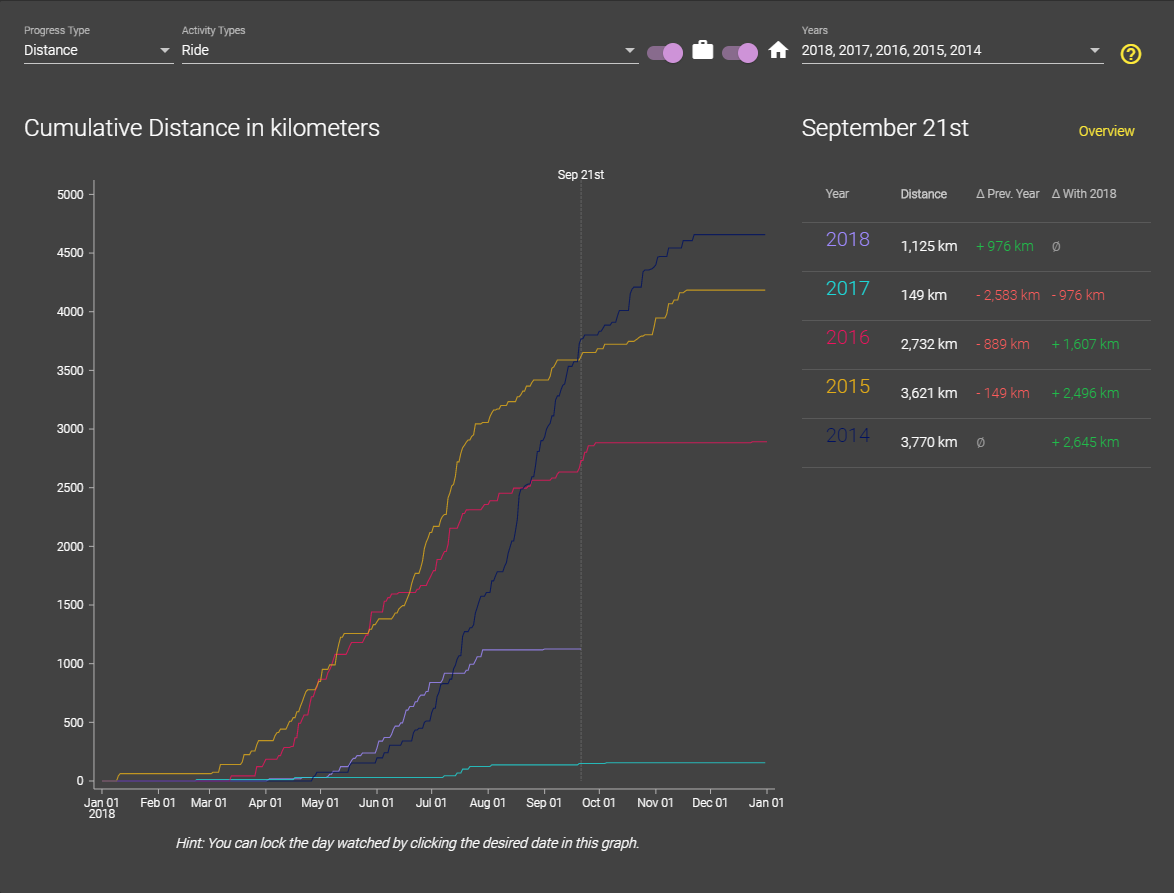 Progress Type
Distance
Activity Types
Ride
Years
2018, 2017, 2016, 2015, 2014
?
Cumulative Distance in kilometers
Sep 21st
5000
4500
4000
3500
3000
2500
2000
1500
1000
500
0
Jan 01 Feb 01 Mar 01 Apr 01 May 01 Jun 01 Jul 01 Aug 01 Sep 01 Oct 01 Nov 01 Dec 01 Jan 01
2018
Hint: You can lock the day watched by clicking the desired date in this graph.
September 21st
Overview
Year Distance Δ Prev. Year Δ With 2018
2018 1,125 km + 976 km Ø
2017 149 km - 2,583 km - 976 km
2016 2,732 km - 889 km + 1,607 km
2015 3,621 km - 149 km + 2,496 km
2014 3,770 km Ø + 2,645 km